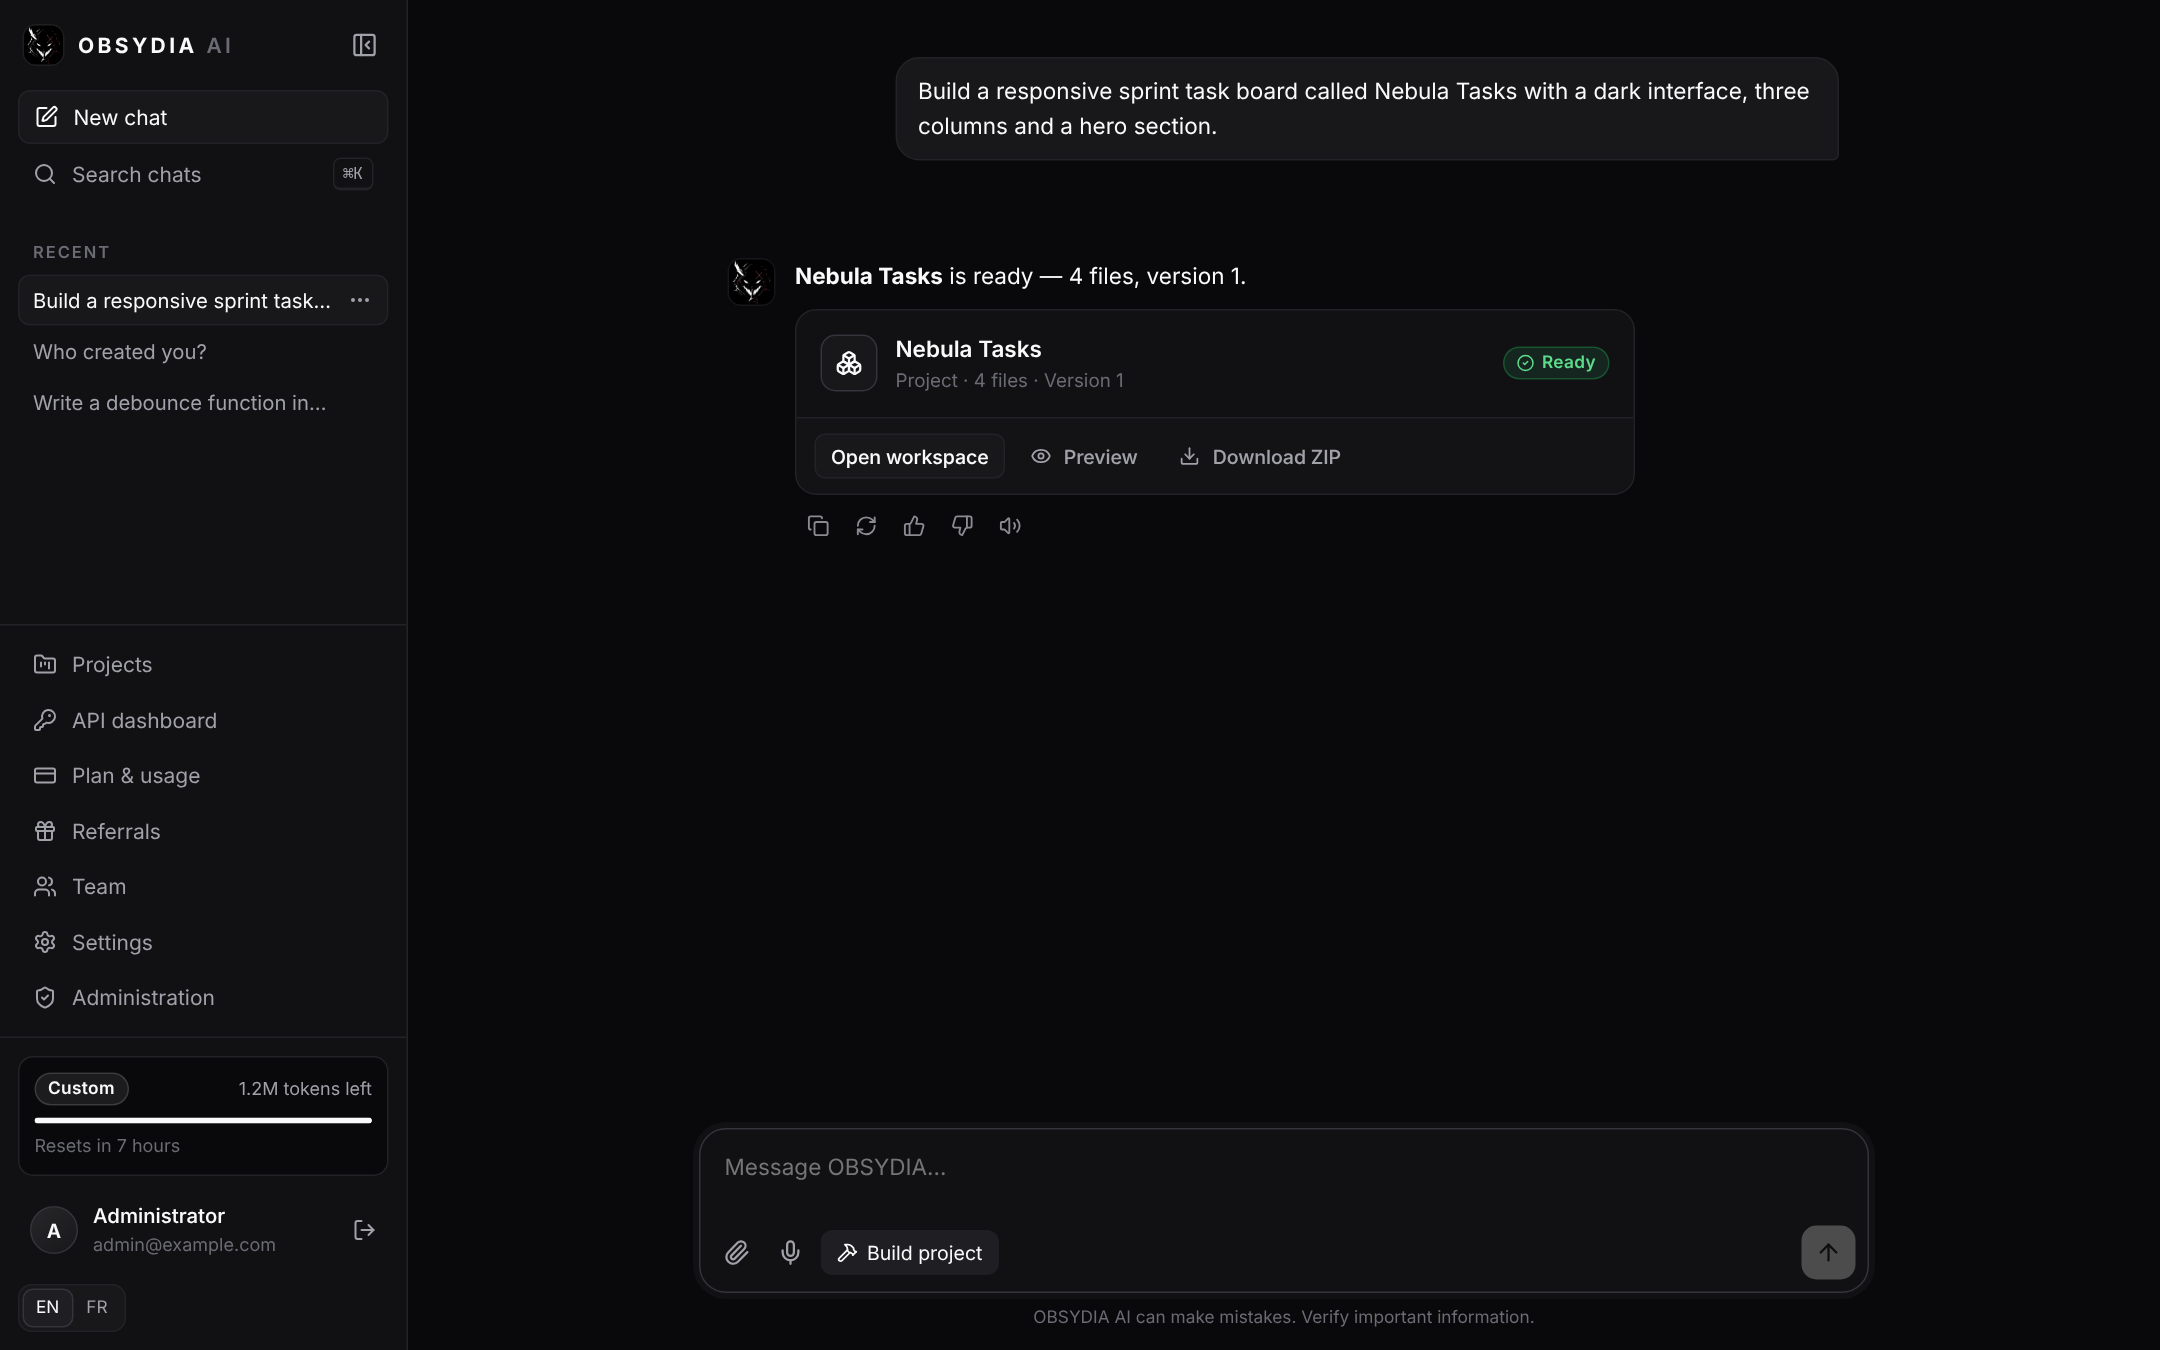 OBSYDIA AI
New chat
Search chats
⌘K
RECENT
Build a responsive sprint task...
Who created you?
Write a debounce function in...
Projects
API dashboard
Plan & usage
Referrals
Team
Settings
Administration
Custom
1.2M tokens left
Resets in 7 hours
A
Administrator
admin@example.com
EN
FR
Build a responsive sprint task board called Nebula Tasks with a dark interface, three
columns and a hero section.
Nebula Tasks is ready — 4 files, version 1.
Nebula Tasks
Project · 4 files · Version 1
Ready
Open workspace
Preview
Download ZIP
Message OBSYDIA...
Build project
OBSYDIA AI can make mistakes. Verify important information.